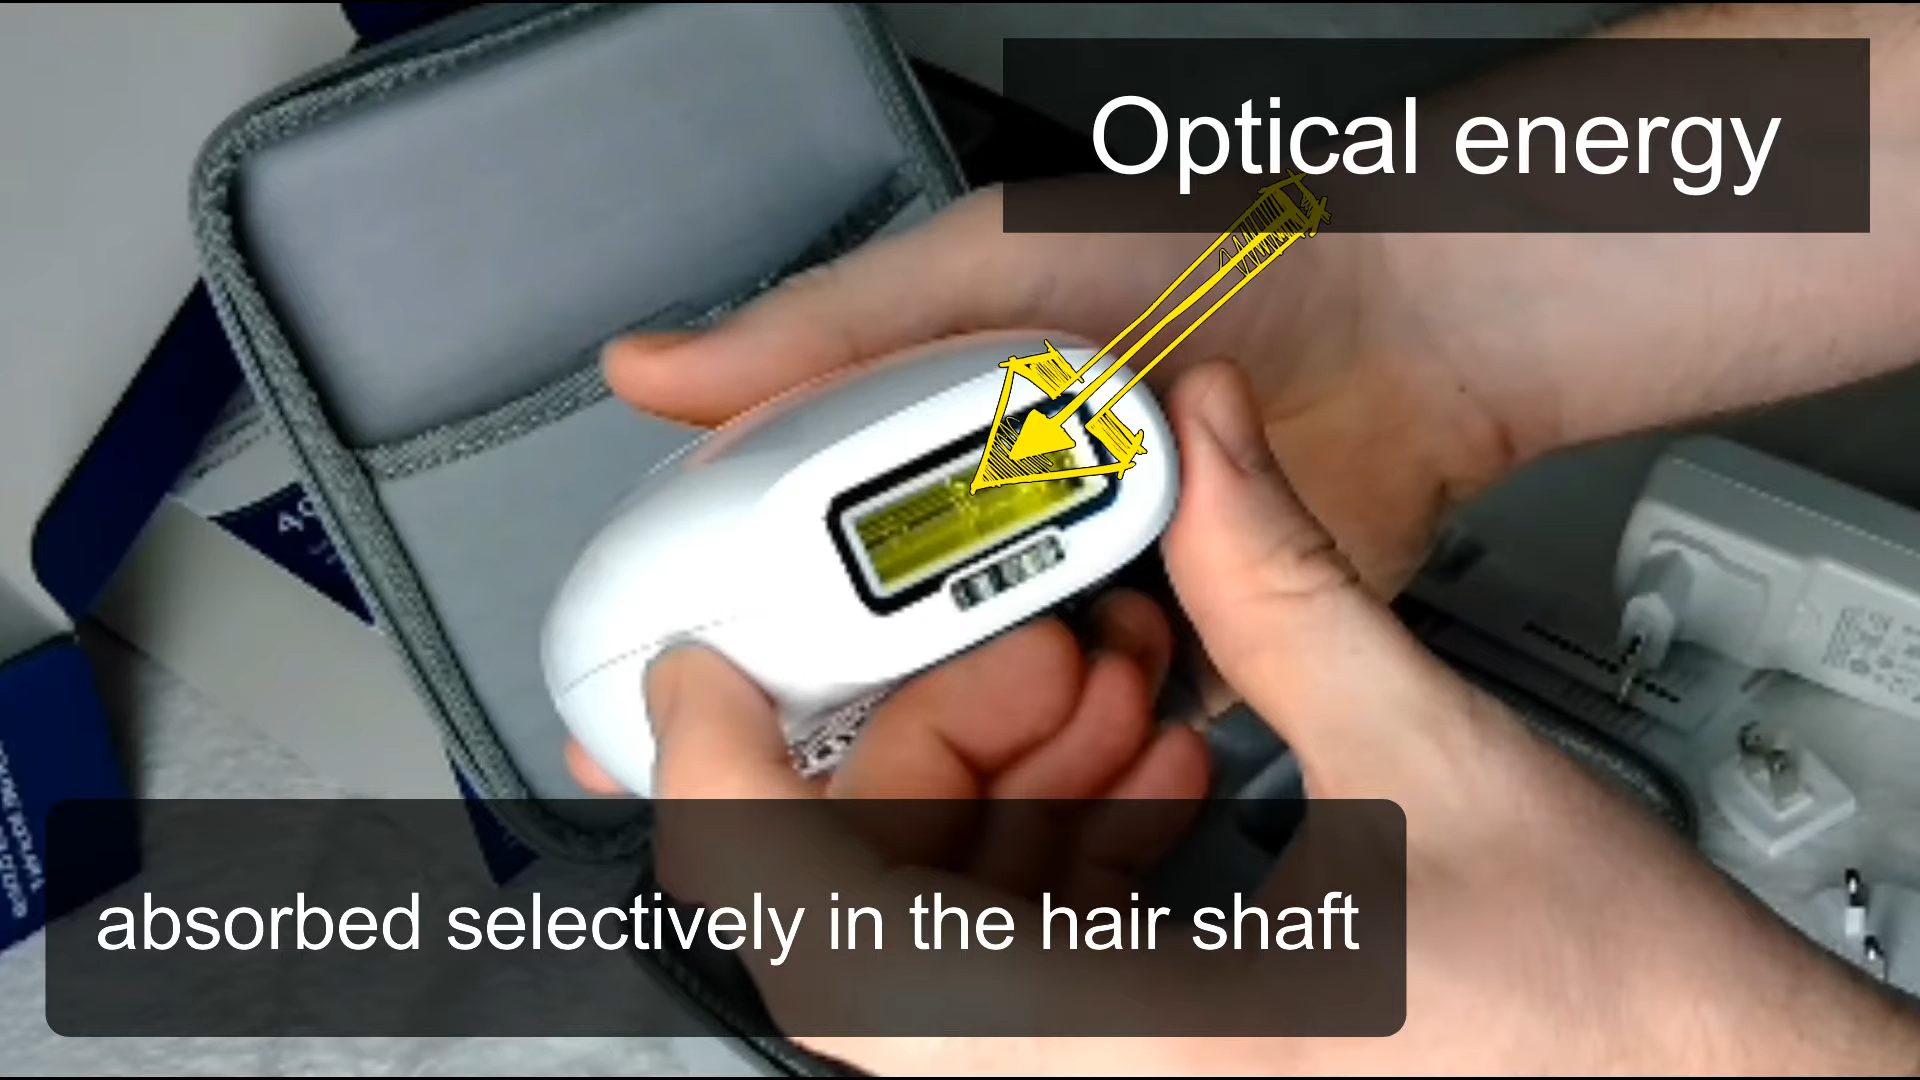 Optical energy
absorbed selectively in the hair shaft